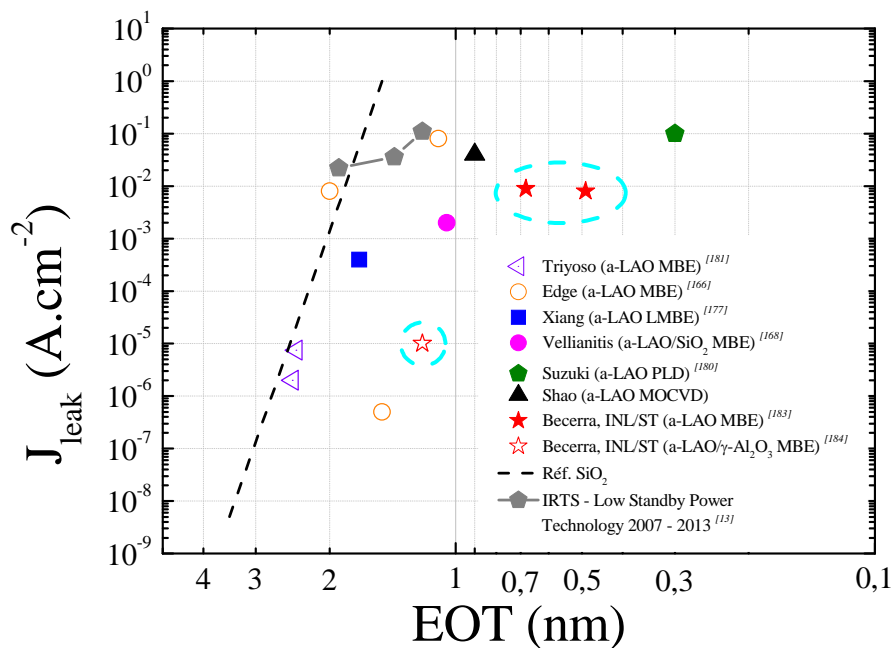 10^1
10^0
10^-1
10^-2
10^-3
10^-4
10^-5
10^-6
10^-7
10^-8
10^-9
J_leak (A.cm^-2)
Triyoso (a-LAO MBE) [181]
Edge (a-LAO MBE) [166]
Xiang (a-LAO LMBE) [177]
Vellianitis (a-LAO/SiO2 MBE) [168]
Suzuki (a-LAO PLD) [180]
Shao (a-LAO MOCVD)
Becerra, INL/ST (a-LAO MBE) [183]
Becerra, INL/ST (a-LAO/γ-Al2O3 MBE) [184]
Réf. SiO2
IRTS - Low Standby Power
Technology 2007 - 2013 [13]
4 3 2 1 0,7 0,5 0,3 0,1
EOT (nm)